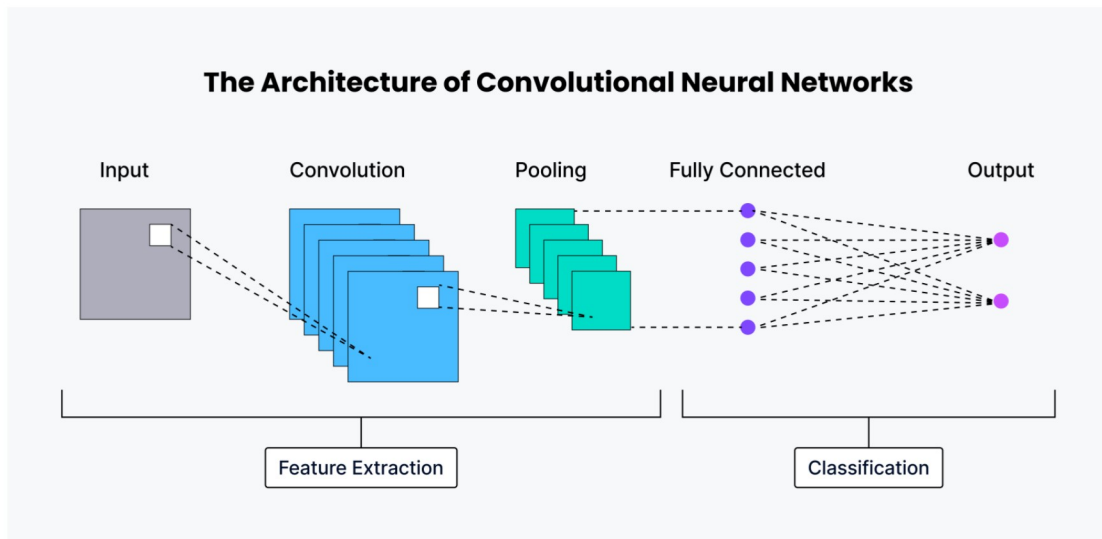 The Architecture of Convolutional Neural Networks
Input
Convolution
Pooling
Fully Connected
Output
Feature Extraction
Classification